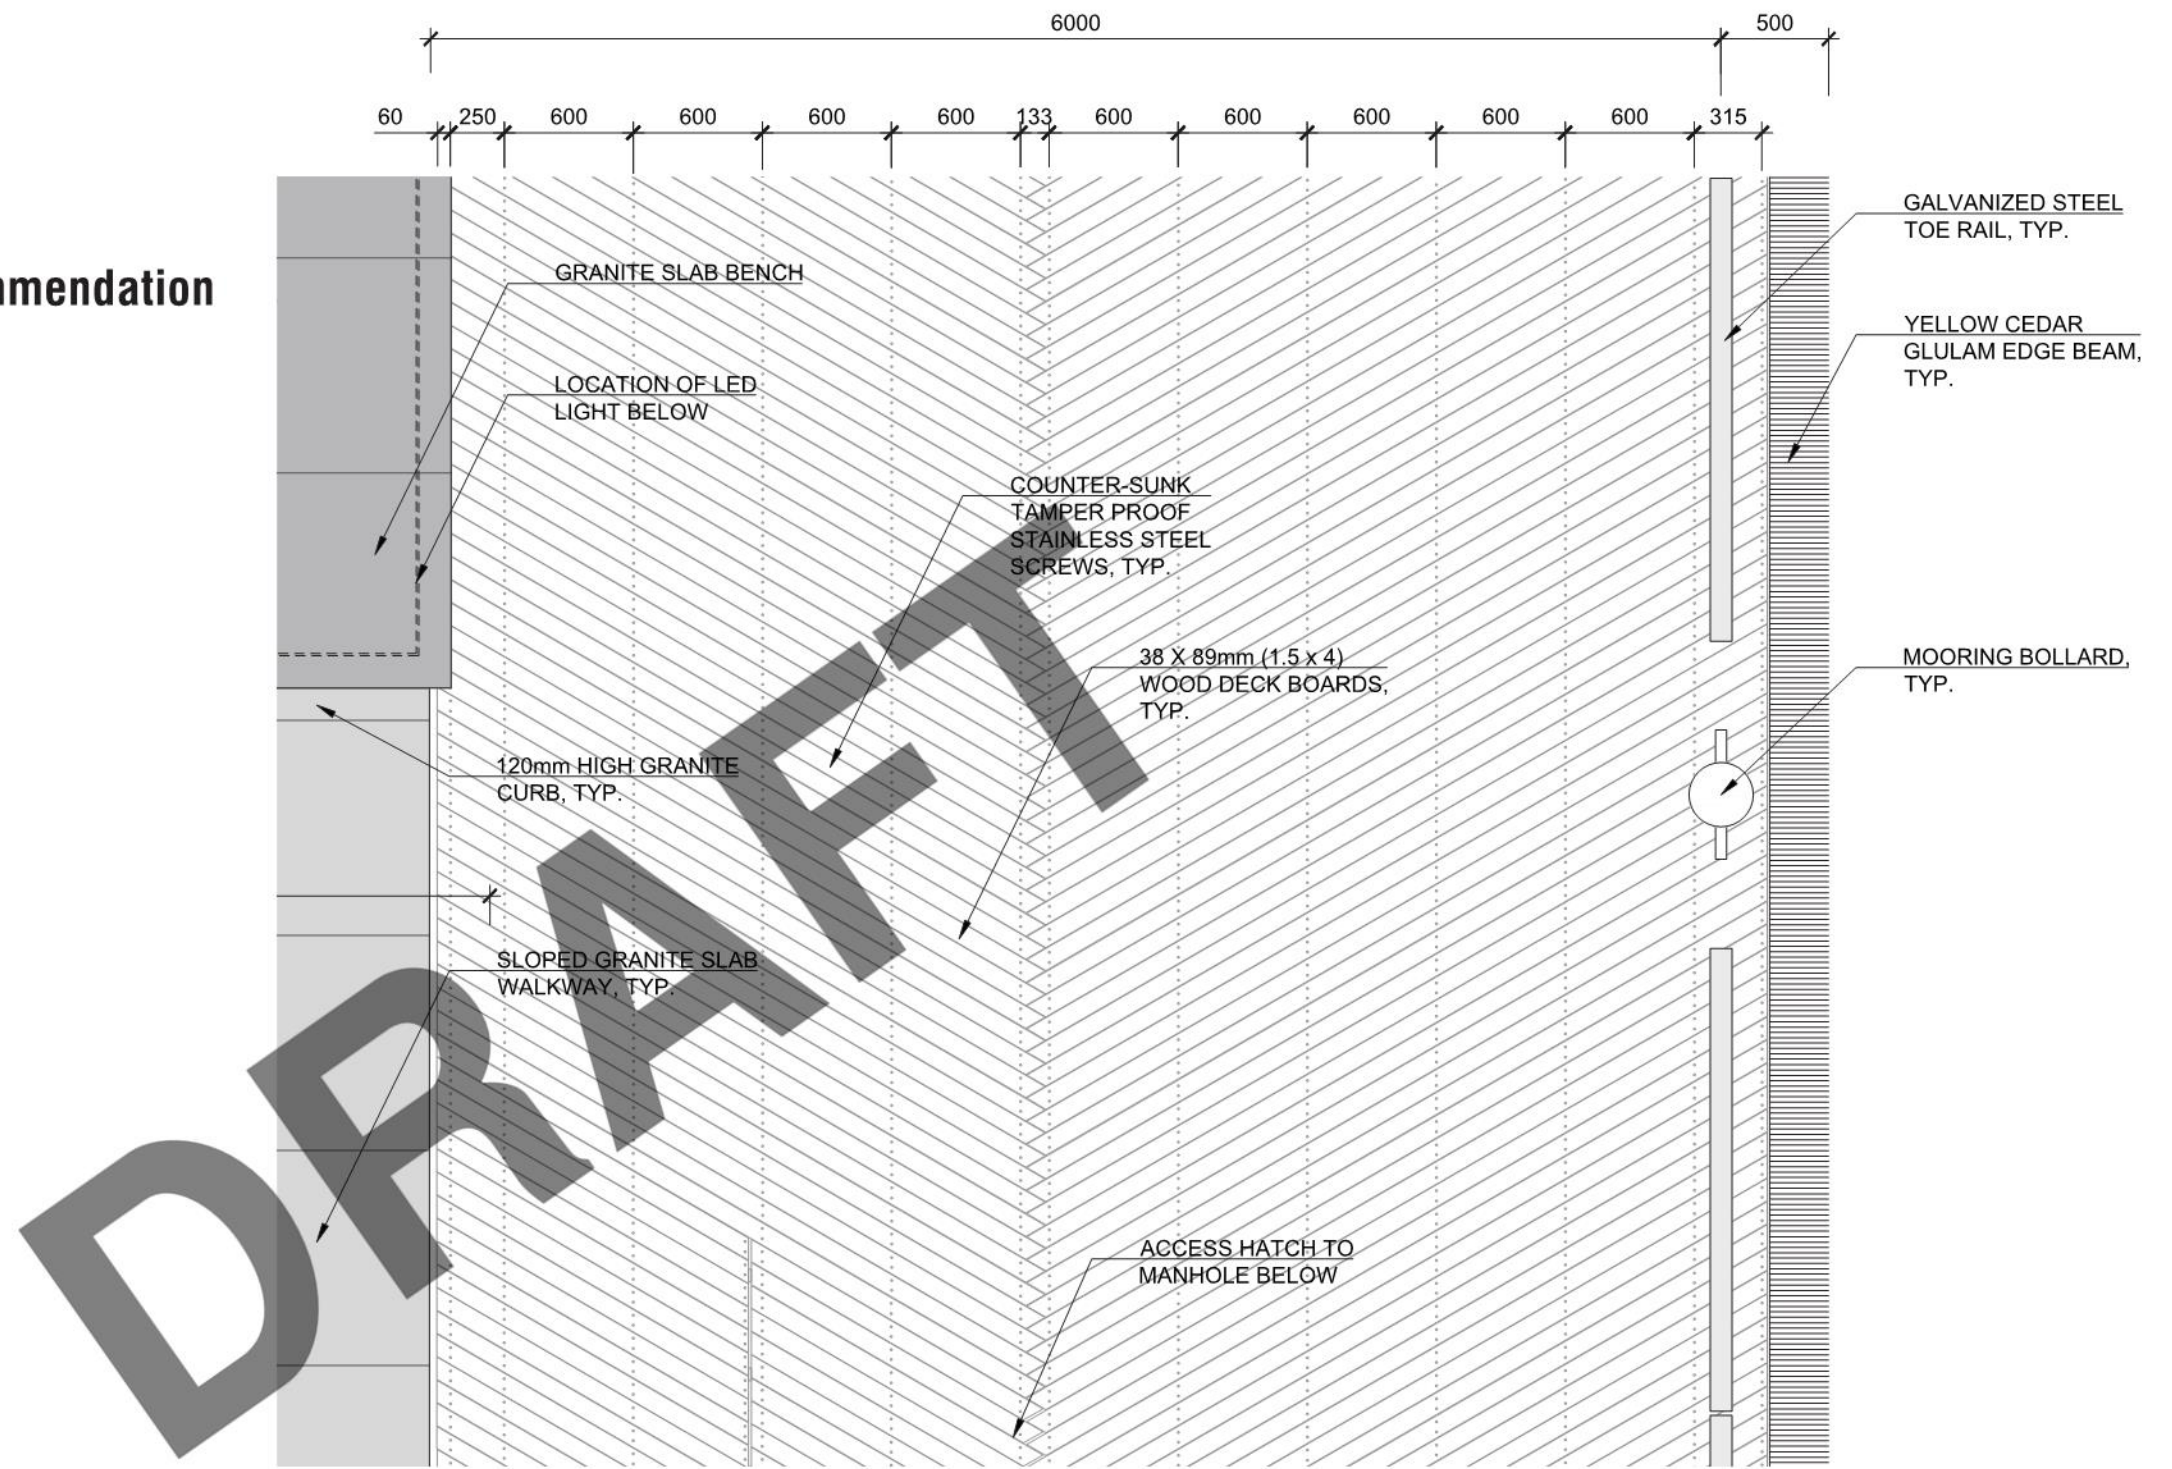 6000 500
60 250 600 600 600 600 133 600 600 600 600 600 315
GALVANIZED STEEL
TOE RAIL, TYP.
GRANITE SLAB BENCH
YELLOW CEDAR
GLULAM EDGE BEAM,
TYP.
LOCATION OF LED
LIGHT BELOW
COUNTER-SUNK
TAMPER PROOF
STAINLESS STEEL
SCREWS, TYP.
38 X 89mm (1.5 x 4)
WOOD DECK BOARDS,
TYP.
MOORING BOLLARD,
TYP.
120mm HIGH GRANITE
CURB, TYP.
SLOPED GRANITE SLAB
WALKWAY, TYP.
ACCESS HATCH TO
MANHOLE BELOW
DRAFT